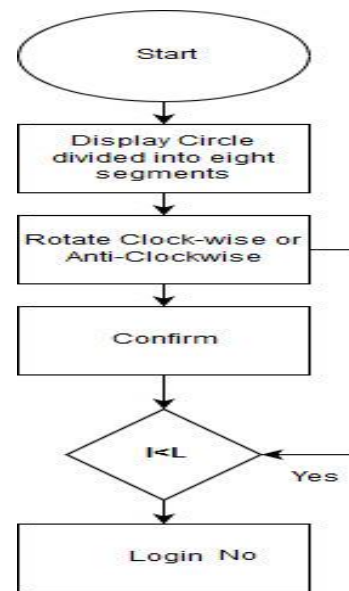 Start
Display Circle
divided into eight
segments
Rotate Clock-wise or
Anti-Clockwise
Confirm
I<L
Yes
Login No